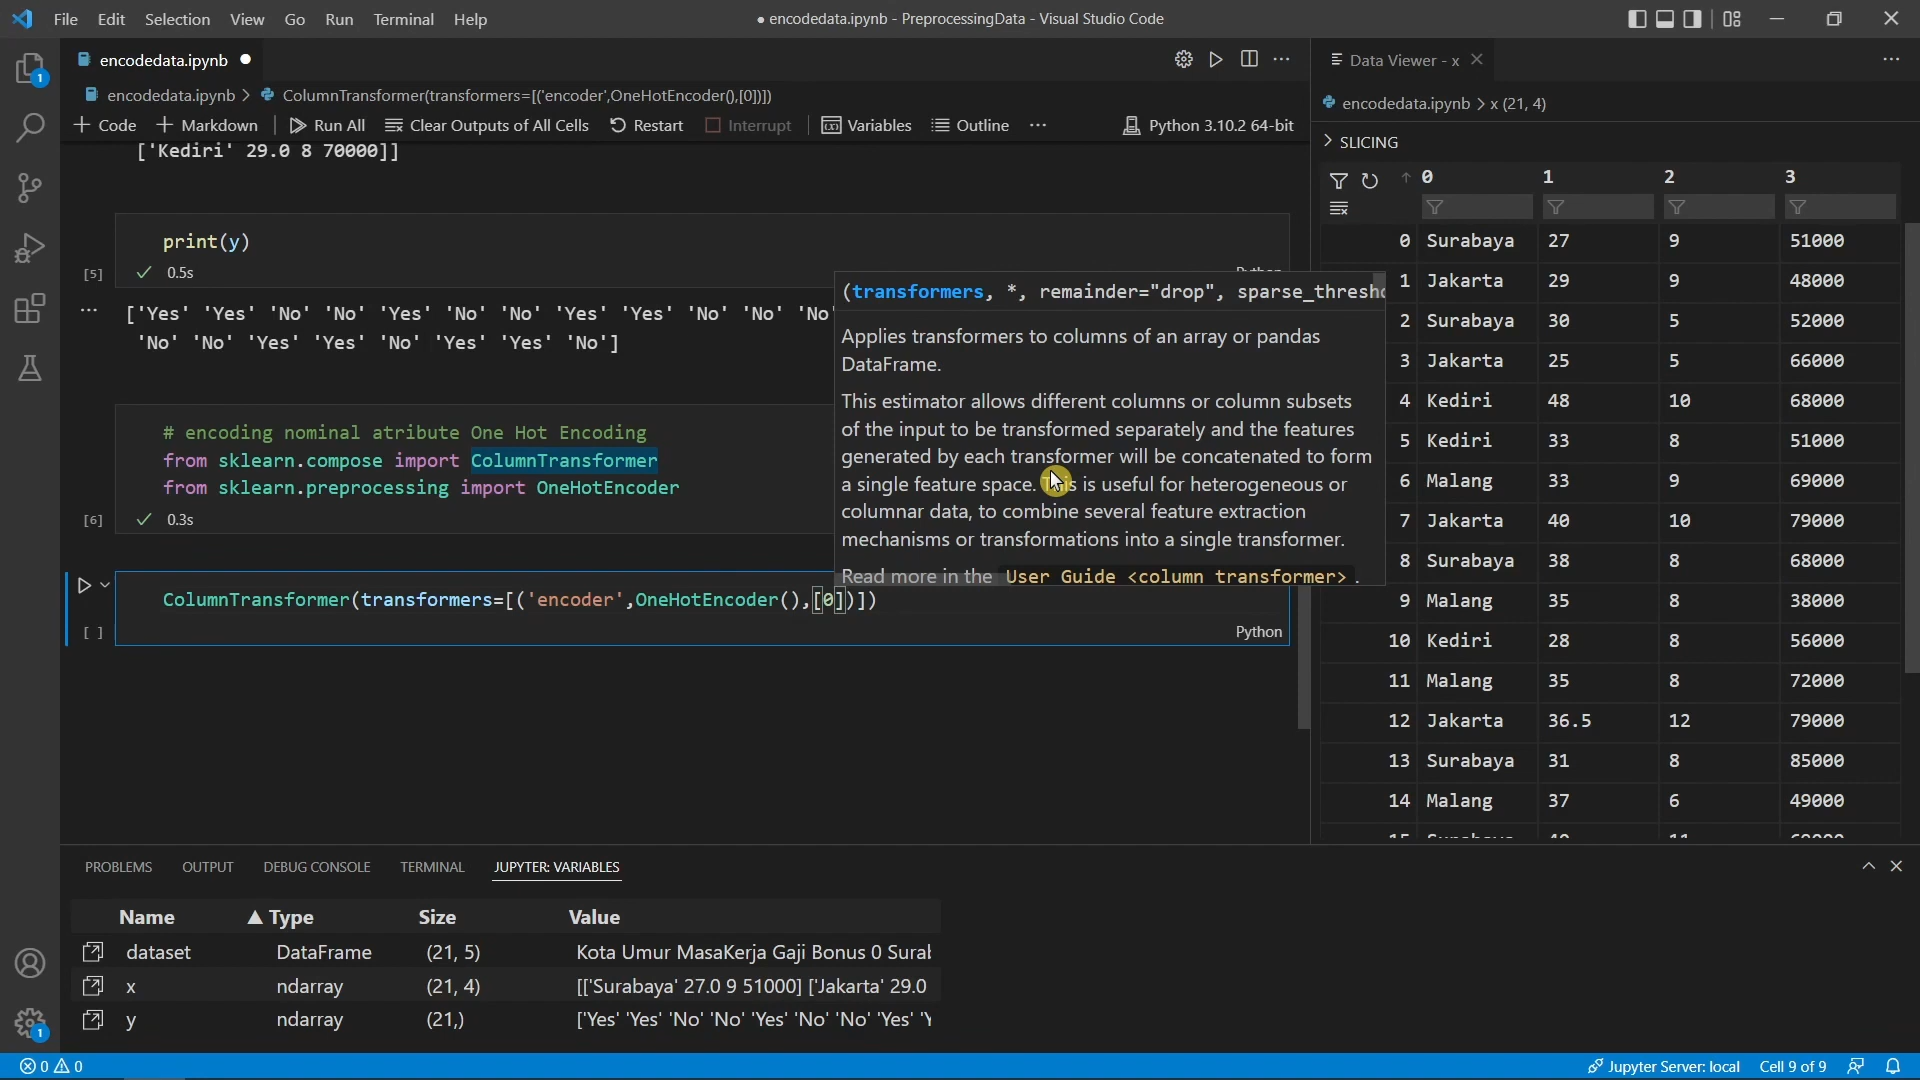 File Edit Selection View Go Run Terminal Help
● encodedata.ipynb - PreprocessingData - Visual Studio Code
encodedata.ipynb ●
Data Viewer - x
encodedata.ipynb > ColumnTransformer(transformers=[('encoder',OneHotEncoder(),[0])])
encodedata.ipynb > x (21, 4)
+ Code + Markdown Run All Clear Outputs of All Cells Restart Interrupt Variables Outline ... Python 3.10.2 64-bit
['Kediri' 29.0 8 70000]]
print(y)
[5] ✓ 0.5s
['Yes' 'Yes' 'No' 'No' 'Yes' 'No' 'No' 'Yes' 'Yes' 'No' 'No' 'No'
'No' 'No' 'Yes' 'Yes' 'No' 'Yes' 'Yes' 'No']
# encoding nominal atribute One Hot Encoding
from sklearn.compose import ColumnTransformer
from sklearn.preprocessing import OneHotEncoder
[6] ✓ 0.3s
(transformers, *, remainder="drop", sparse_thresho
Applies transformers to columns of an array or pandas
DataFrame.
This estimator allows different columns or column subsets
of the input to be transformed separately and the features
generated by each transformer will be concatenated to form
a single feature space. This is useful for heterogeneous or
columnar data, to combine several feature extraction
mechanisms or transformations into a single transformer.
Read more in the User Guide <column transformer> .
ColumnTransformer(transformers=[('encoder',OneHotEncoder(),[0])])
[ ] Python
SLICING
0 1 2 3
0 Surabaya 27 9 51000
1 Jakarta 29 9 48000
2 Surabaya 30 5 52000
3 Jakarta 25 5 66000
4 Kediri 48 10 68000
5 Kediri 33 8 51000
6 Malang 33 9 69000
7 Jakarta 40 10 79000
8 Surabaya 38 8 68000
9 Malang 35 8 38000
10 Kediri 28 8 56000
11 Malang 35 8 72000
12 Jakarta 36.5 12 79000
13 Surabaya 31 8 85000
14 Malang 37 6 49000
PROBLEMS OUTPUT DEBUG CONSOLE TERMINAL JUPYTER: VARIABLES
Name ▲ Type Size Value
dataset DataFrame (21, 5) Kota Umur MasaKerja Gaji Bonus 0 Surab
x ndarray (21, 4) [['Surabaya' 27.0 9 51000] ['Jakarta' 29.0
y ndarray (21,) ['Yes' 'Yes' 'No' 'No' 'Yes' 'No' 'No' 'Yes' 'Y
0 0 Jupyter Server: local Cell 9 of 9